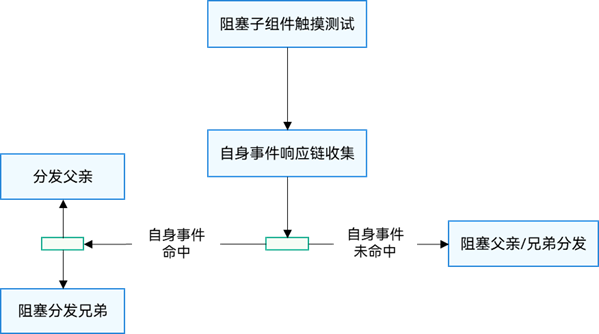 阻塞子组件触摸测试
自身事件响应链收集
分发父亲
自身事件
命中
自身事件
未命中
阻塞父亲/兄弟分发
阻塞分发兄弟